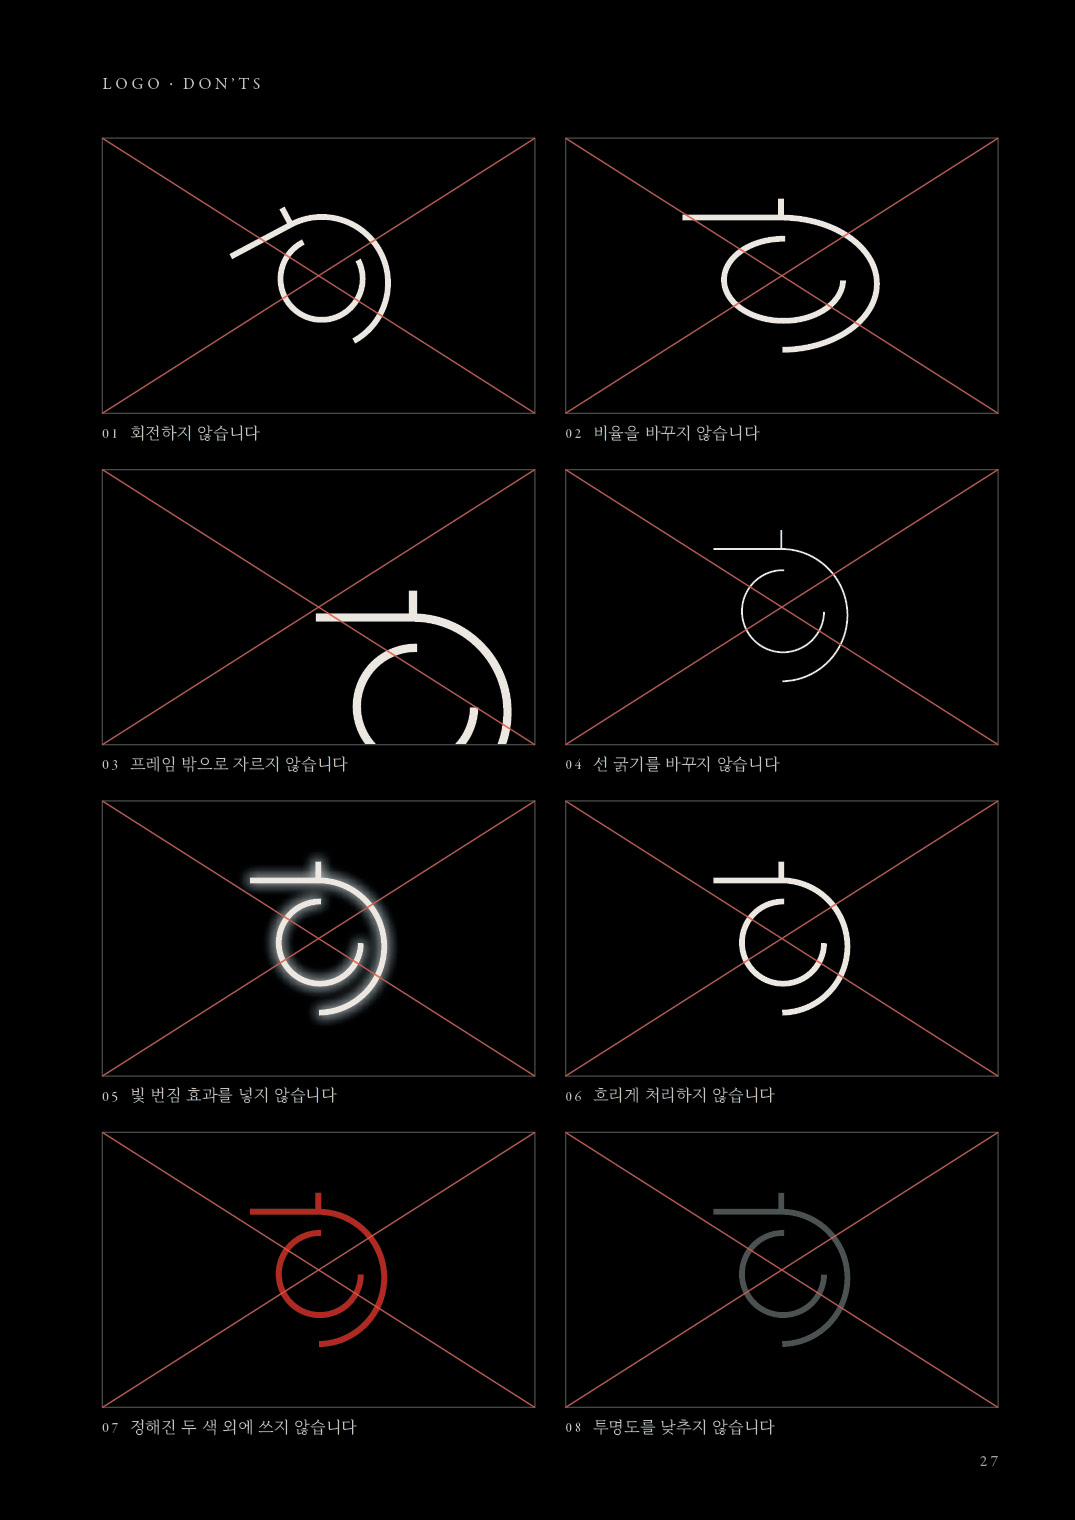 LOGO · DON’TS
01 회전하지 않습니다
02 비율을 바꾸지 않습니다
03 프레임 밖으로 자르지 않습니다
04 선 굵기를 바꾸지 않습니다
05 빛 번짐 효과를 넣지 않습니다
06 흐리게 처리하지 않습니다
07 정해진 두 색 외에 쓰지 않습니다
08 투명도를 낮추지 않습니다
27